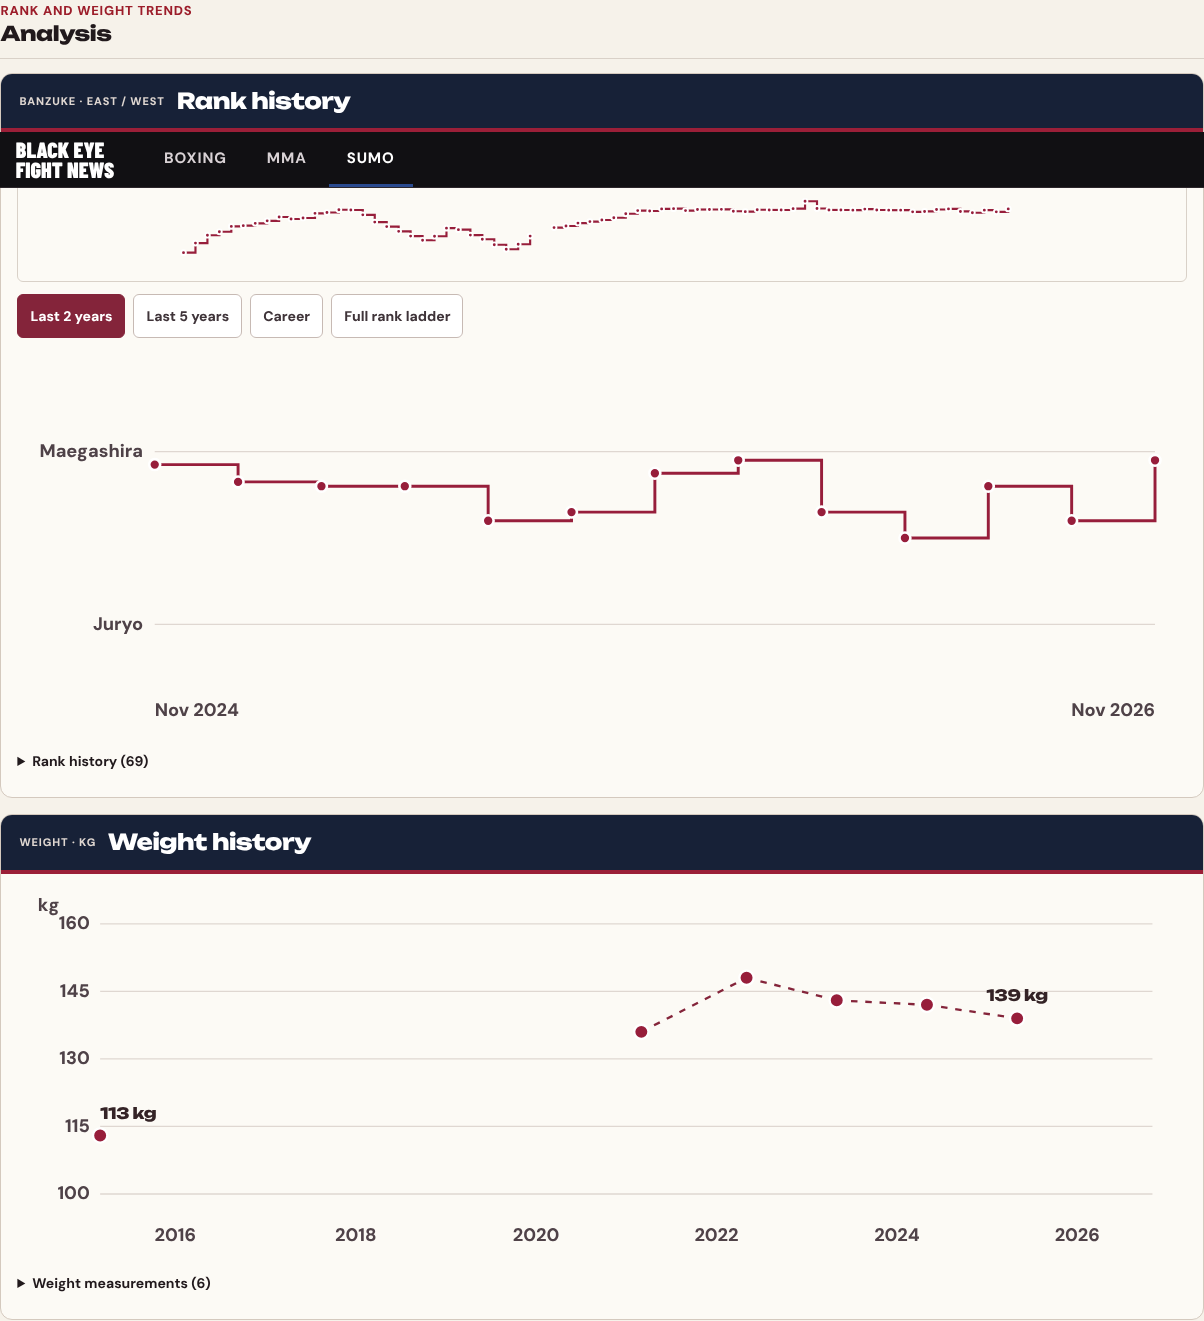 RANK AND WEIGHT TRENDS
Analysis
BANZUKE · EAST / WEST Rank history
BLACK EYE
FIGHT NEWS
BOXING MMA SUMO
Last 2 years Last 5 years Career Full rank ladder
Maegashira
Juryo
Nov 2024 Nov 2026
▶ Rank history (69)
WEIGHT · KG Weight history
kg
160
145
139 kg
130
113 kg
115
100
2016 2018 2020 2022 2024 2026
▶ Weight measurements (6)